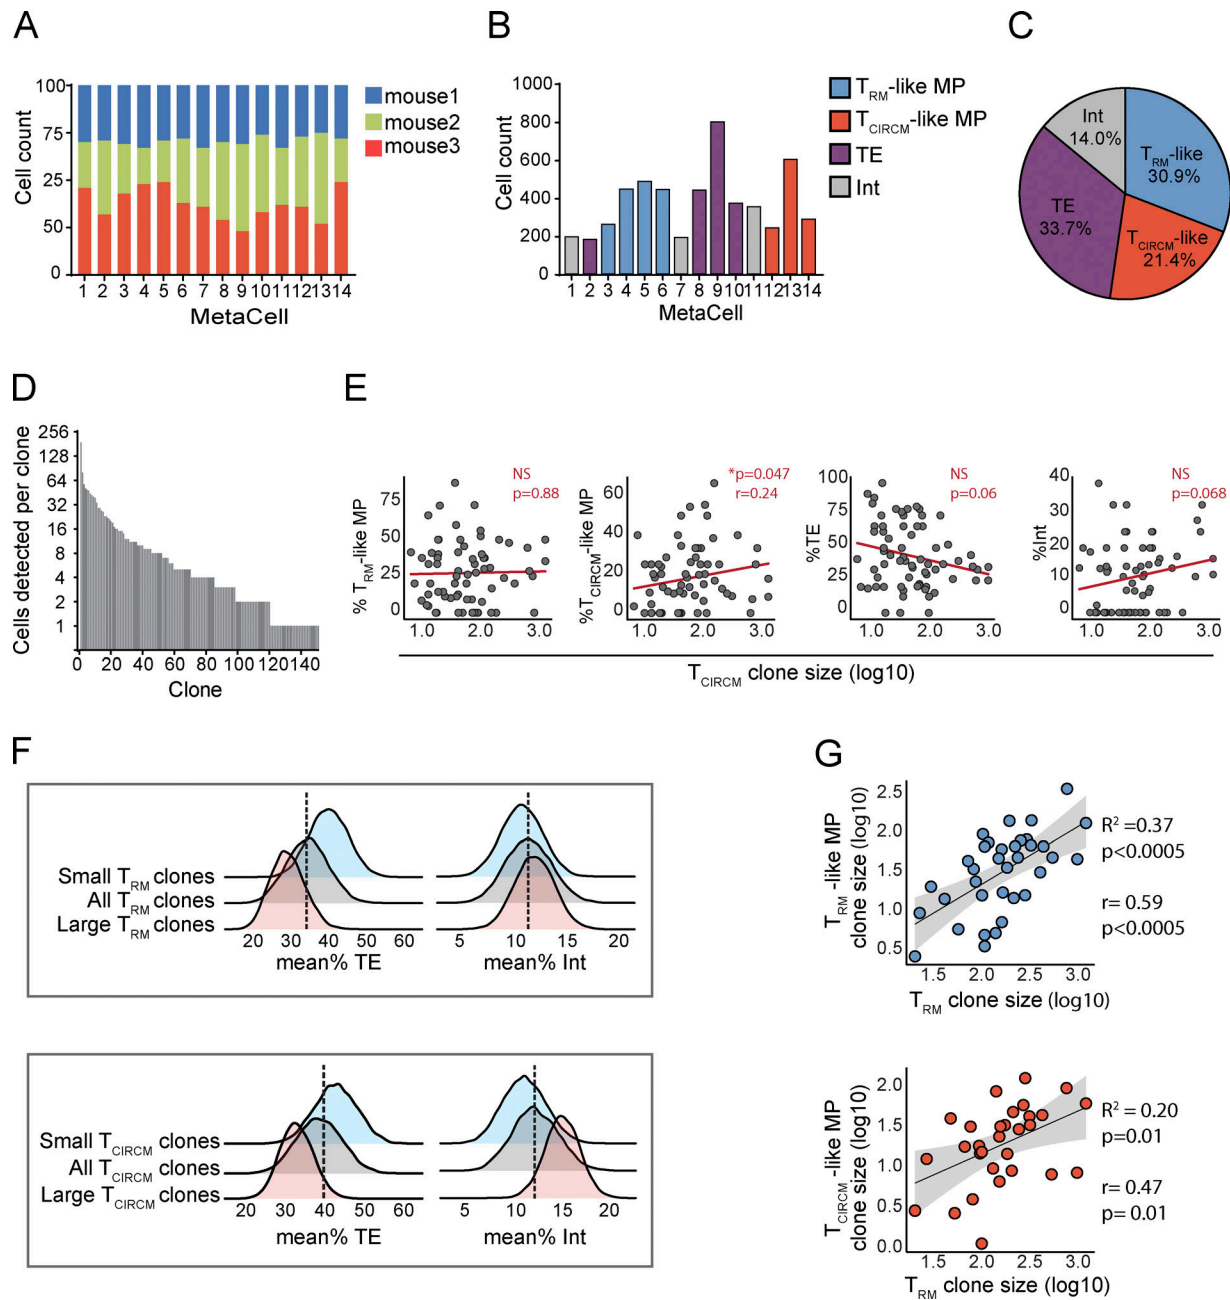 A
B
C
100
75
25
50
0
Cell count
1 2 3 4 5 6 7 8 9 10 11 12 13 14
MetaCell
mouse1
mouse2
mouse3
1000
800
600
400
200
0
Cell count
1 2 3 4 5 6 7 8 9 10 11 12 13 14
MetaCell
TRM-like MP
TCIRCM-like MP
TE
Int
Int
14.0%
TRM-like
30.9%
TE
33.7%
TCIRCM-like
21.4%
D
E
256
128
64
32
16
8
4
2
1
Cells detected per clone
0 20 40 60 80 100 120 140
Clone
75
50
25
0
% TRM-like MP
NS
p=0.88
1.0 2.0 3.0
60
40
20
0
%TCIRCM-like MP
*p=0.047
r=0.24
1.0 2.0 3.0
100
75
50
25
0
%TE
NS
p=0.06
1.0 2.0 3.0
40
30
20
10
0
%Int
NS
p=0.068
1.0 2.0 3.0
TCIRCM clone size (log10)
F
G
Small TRM clones
All TRM clones
Large TRM clones
20 30 40 50 60
mean% TE
5 10 15 20
mean% Int
Small TCIRCM clones
All TCIRCM clones
Large TCIRCM clones
20 30 40 50 60
mean% TE
5 10 15 20
mean% Int
2.5
2.0
1.5
1.0
0.5
TRM-like MP
clone size (log10)
R2 =0.37
p<0.0005
r= 0.59
p<0.0005
1.5 2.0 2.5 3.0
TRM clone size (log10)
2.0
1.5
1.0
0.5
0.0
TCIRCM-like MP
clone size (log10)
R2 = 0.20
p=0.01
r= 0.47
p= 0.01
1.5 2.0 2.5 3.0
TRM clone size (log10)